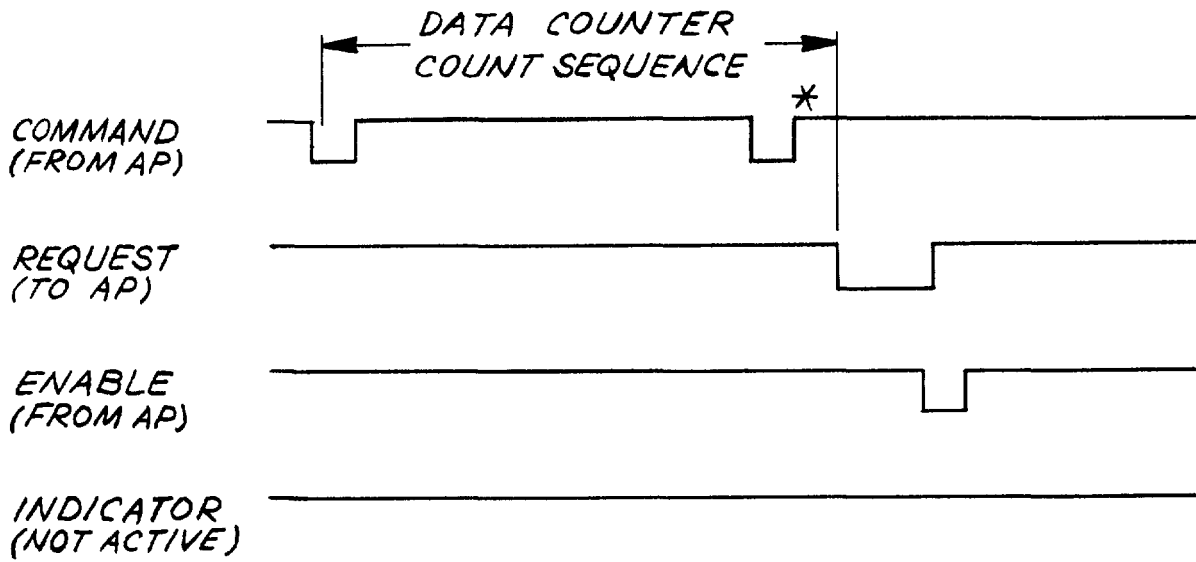 DATA COUNTER
COUNT SEQUENCE
*
COMMAND
(FROM AP)
REQUEST
(TO AP)
ENABLE
(FROM AP)
INDICATOR
(NOT ACTIVE)